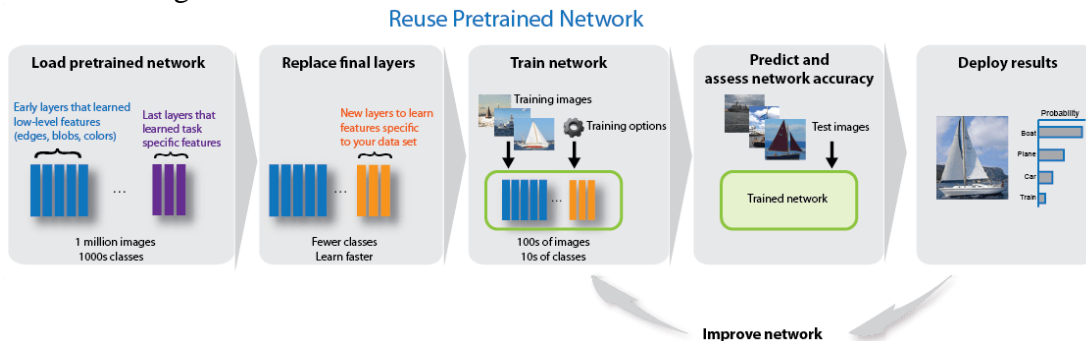 Reuse Pretrained Network
Load pretrained network
Early layers that learned
low-level features
(edges, blobs, colors)
Last layers that
learned task
specific features
...
1 million images
1000s classes
Replace final layers
New layers to learn
features specific
to your data set
...
Fewer classes
Learn faster
Train network
Training images
Training options
...
100s of images
10s of classes
Predict and
assess network accuracy
Test images
Trained network
Deploy results
Probability
Boat
Plane
Car
Train
Improve network